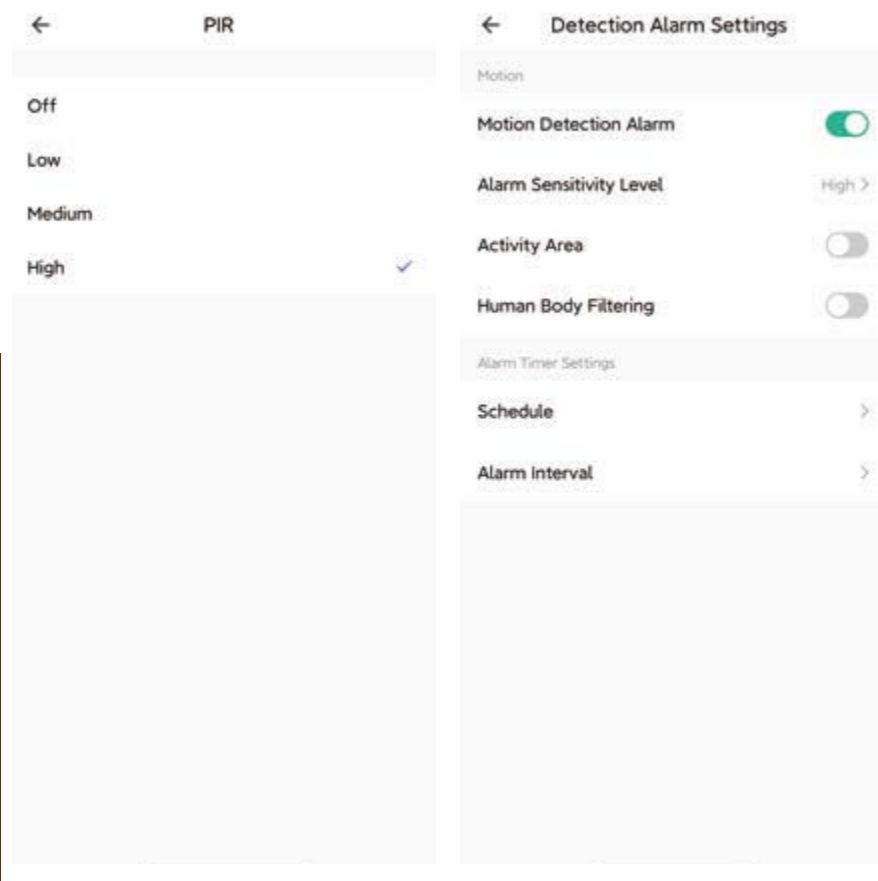 PIR
Off
Low
Medium
High
Detection Alarm Settings
Motion
Motion Detection Alarm
Alarm Sensitivity Level High >
Activity Area
Human Body Filtering
Alarm Timer Settings
Schedule >
Alarm Interval >